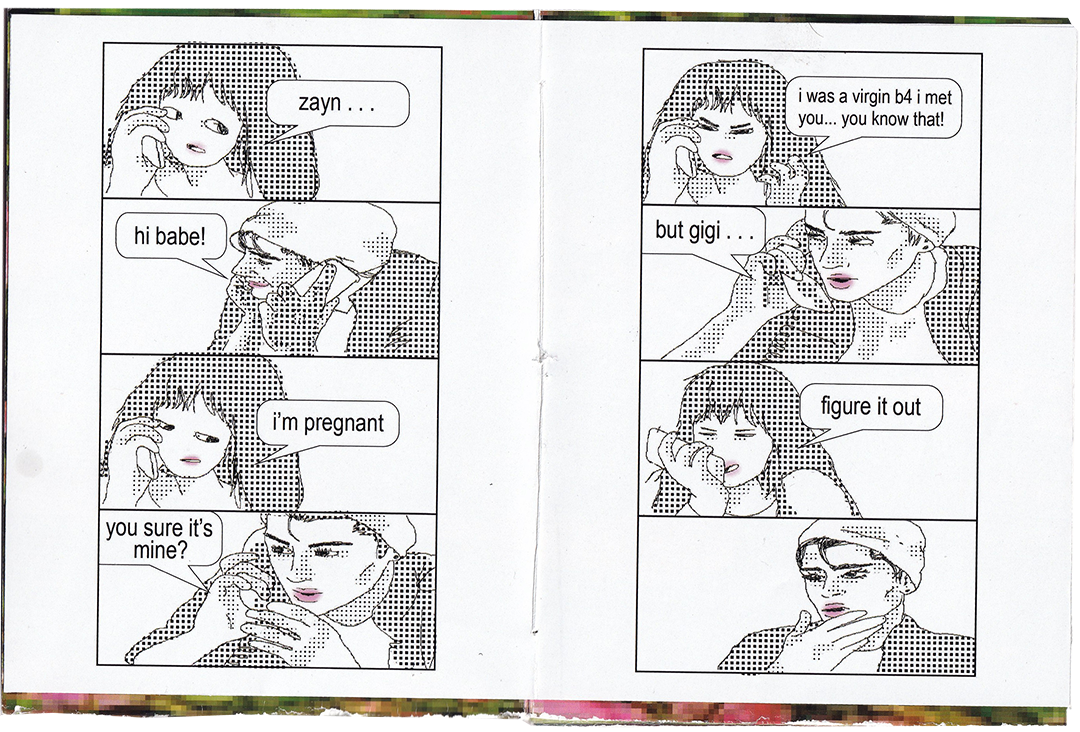 zayn . . .
hi babe!
i'm pregnant
you sure it's
mine?
i was a virgin b4 i met
you... you know that!
but gigi . . .
figure it out